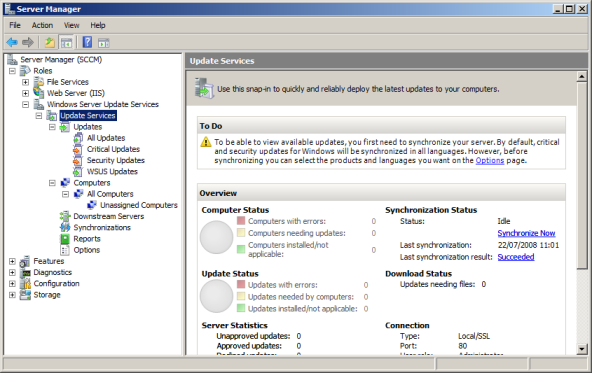 Server Manager
File Action View Help
Server Manager (SCCM)
Roles
File Services
Web Server (IIS)
Windows Server Update Services
Update Services
Updates
All Updates
Critical Updates
Security Updates
WSUS Updates
Computers
All Computers
Unassigned Computers
Downstream Servers
Synchronizations
Reports
Options
Features
Diagnostics
Configuration
Storage
Update Services
Use this snap-in to quickly and reliably deploy the latest updates to your computers.
To Do
To be able to view available updates, you first need to synchronize your server. By default, critical
and security updates for Windows will be synchronized in all languages. However, before
synchronizing you can select the products and languages you want on the Options page.
Overview
Computer Status
Computers with errors: 0
Computers needing updates: 0
Computers installed/not
applicable: 0
Synchronization Status
Status: Idle
Synchronize Now
Last synchronization: 22/07/2008 11:01
Last synchronization result: Succeeded
Update Status
Updates with errors: 0
Updates needed by computers: 0
Updates installed/not applicable: 0
Download Status
Updates needing files: 0
Server Statistics
Unapproved updates: 0
Approved updates: 0
Declined updates: 0
Connection
Type: Local/SSL
Port: 80
User role: Administrator